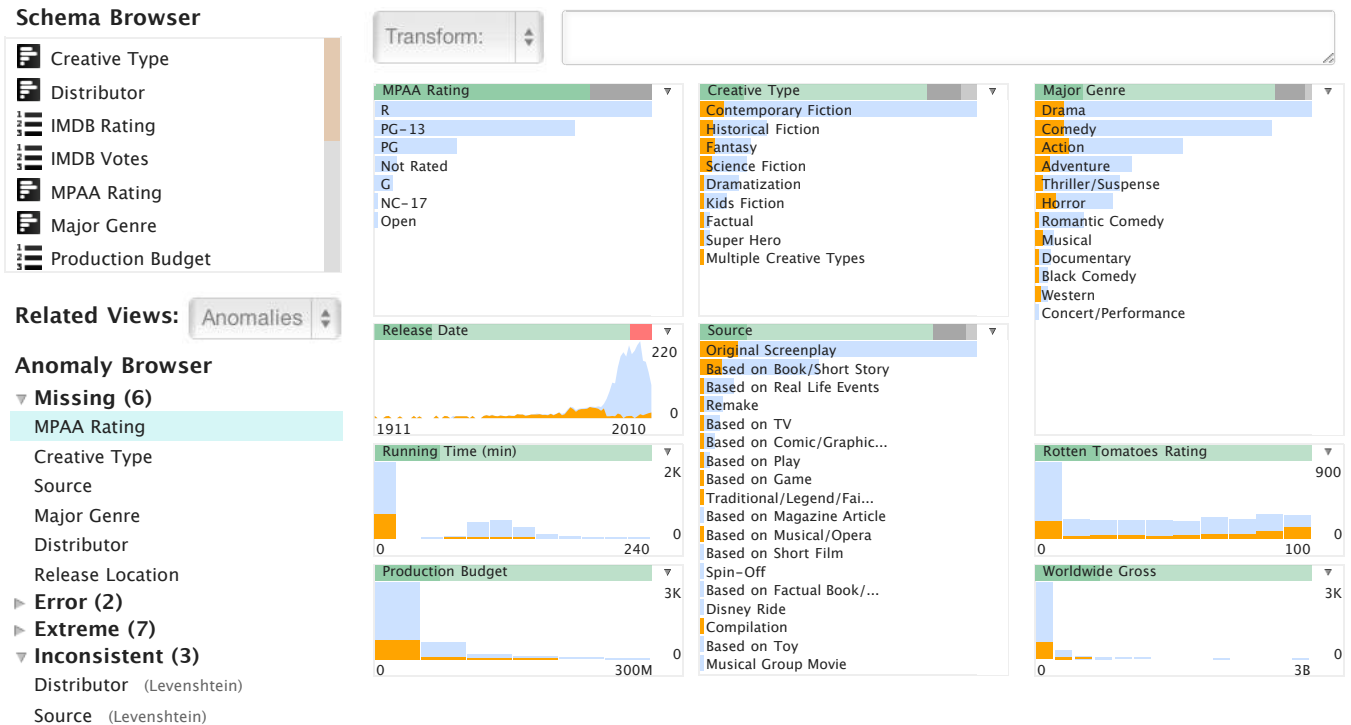 Schema Browser
Creative Type
Distributor
IMDB Rating
IMDB Votes
MPAA Rating
Major Genre
Production Budget
Related Views: Anomalies
Anomaly Browser
Missing (6)
MPAA Rating
Creative Type
Source
Major Genre
Distributor
Release Location
Error (2)
Extreme (7)
Inconsistent (3)
Distributor (Levenshtein)
Source (Levenshtein)
Transform:
MPAA Rating
R
PG-13
PG
Not Rated
G
NC-17
Open
Release Date
220
0
1911 2010
Running Time (min)
2K
0
0 240
Production Budget
3K
0
0 300M
Creative Type
Contemporary Fiction
Historical Fiction
Fantasy
Science Fiction
Dramatization
Kids Fiction
Factual
Super Hero
Multiple Creative Types
Source
Original Screenplay
Based on Book/Short Story
Based on Real Life Events
Remake
Based on TV
Based on Comic/Graphic...
Based on Play
Based on Game
Traditional/Legend/Fai...
Based on Magazine Article
Based on Musical/Opera
Based on Short Film
Spin-Off
Based on Factual Book/...
Disney Ride
Compilation
Based on Toy
Musical Group Movie
Major Genre
Drama
Comedy
Action
Adventure
Thriller/Suspense
Horror
Romantic Comedy
Musical
Documentary
Black Comedy
Western
Concert/Performance
Rotten Tomatoes Rating
900
0
0 100
Worldwide Gross
3K
0
0 3B